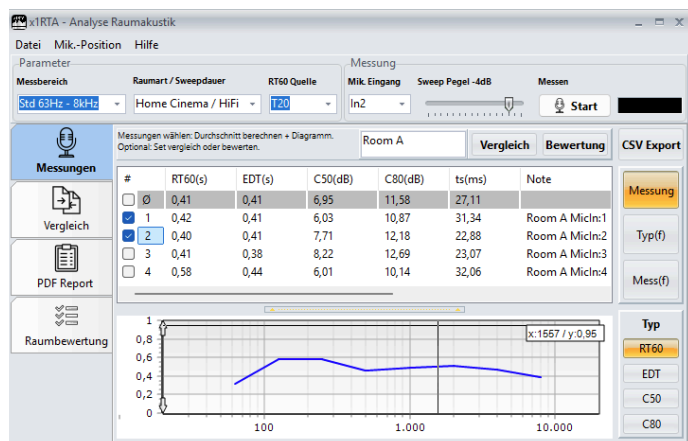 x1RTA - Analyse Raumakustik
Datei Mik.-Position Hilfe
Parameter
Messung
Messbereich Raumart / Sweepdauer RT60 Quelle Mik. Eingang Sweep Pegel -4dB Messen
Std 63Hz - 8kHz Home Cinema / HiFi T20 In2 Start
Messungen wählen: Durchschnitt berechnen + Diagramm.
Optional: Set vergleich oder bewerten.
Room A Vergleich Bewertung CSV Export
Messungen
Vergleich
PDF Report
Raumbewertung
# RT60(s) EDT(s) C50(dB) C80(dB) ts(ms) Note
Ø 0,41 0,41 6,95 11,58 27,11
1 0,42 0,41 6,03 10,87 31,34 Room A MicIn:1
2 0,40 0,41 7,71 12,18 22,88 Room A MicIn:2
3 0,41 0,38 8,22 12,69 23,07 Room A MicIn:3
4 0,58 0,44 6,01 10,14 32,06 Room A MicIn:4
Messung
Typ(f)
Mess(f)
1
0,8
0,6
0,4
0,2
0
x:1557 / y:0,95
100 1.000 10.000
Typ
RT60
EDT
C50
C80